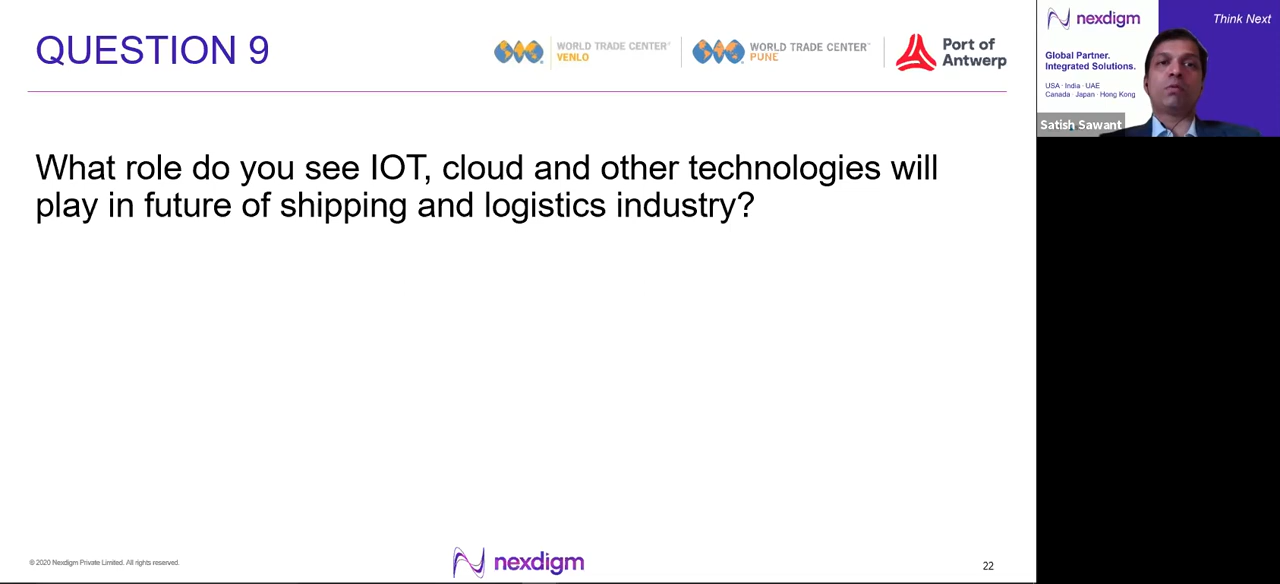 QUESTION 9
WORLD TRADE CENTER
VENLO
WORLD TRADE CENTER
PUNE
Port of
Antwerp
What role do you see IOT, cloud and other technologies will
play in future of shipping and logistics industry?
© 2020 Nexdigm Private Limited. All rights reserved.
nexdigm
22
nexdigm
Think Next
Global Partner.
Integrated Solutions.
USA · India · UAE
Canada · Japan · Hong Kong
Satish Sawant